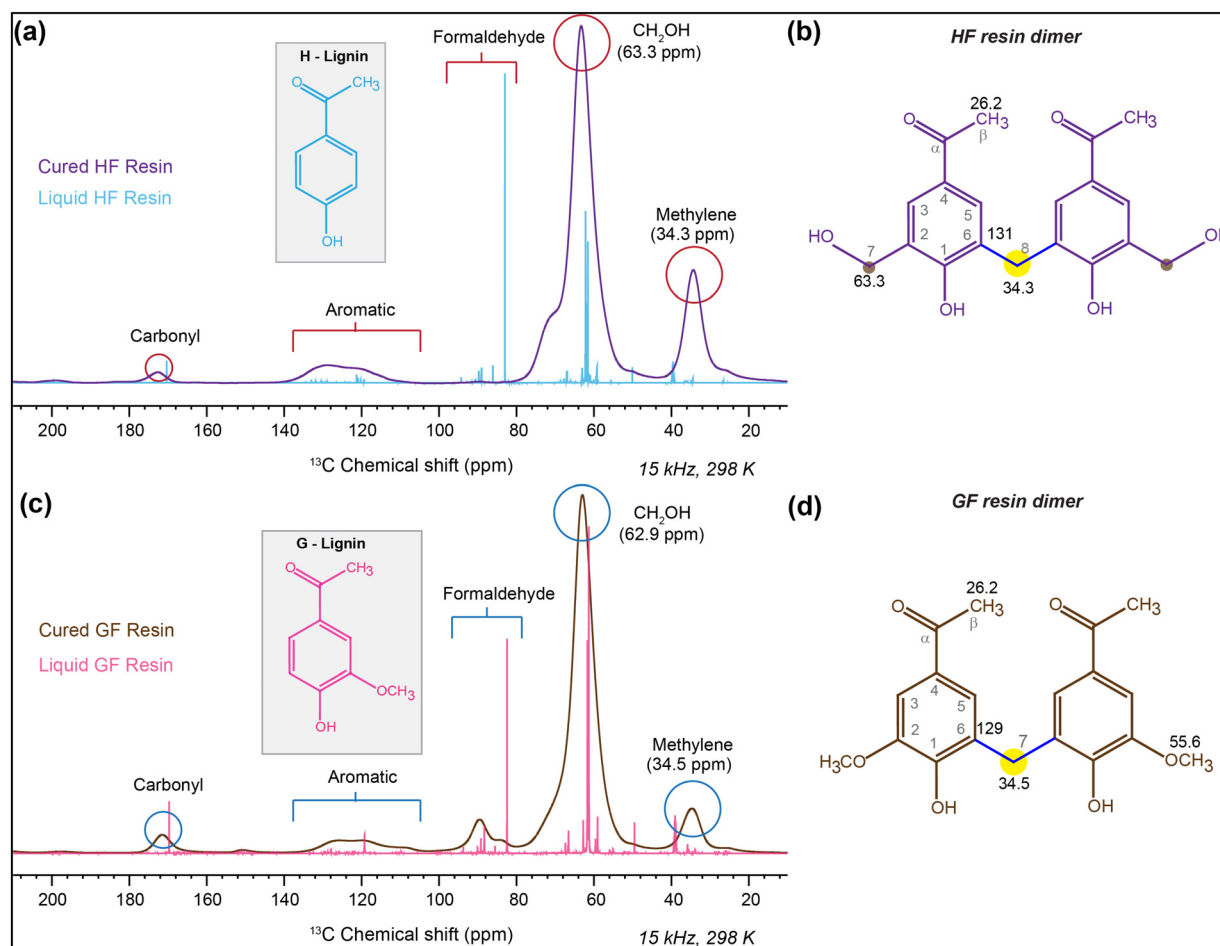 (a)
H - Lignin
O
CH₃
OH
Cured HF Resin
Liquid HF Resin
Formaldehyde
CH₂OH
(63.3 ppm)
Methylene
(34.3 ppm)
Aromatic
Carbonyl
200 180 160 140 120 100 80 60 40 20
¹³C Chemical shift (ppm)
15 kHz, 298 K
(b)
HF resin dimer
26.2
O CH₃ O CH₃
α β
4
3 5
HO 7 2 6 131 8 OH
1
63.3 34.3
OH OH
(c)
G - Lignin
O
CH₃
OCH₃
OH
Cured GF Resin
Liquid GF Resin
Formaldehyde
CH₂OH
(62.9 ppm)
Methylene
(34.5 ppm)
Aromatic
Carbonyl
200 180 160 140 120 100 80 60 40 20
¹³C Chemical shift (ppm)
15 kHz, 298 K
(d)
GF resin dimer
26.2
O CH₃ O CH₃
α β
4
3 5
2 6 129 7 55.6
H₃CO 1 OCH₃
34.5
OH OH